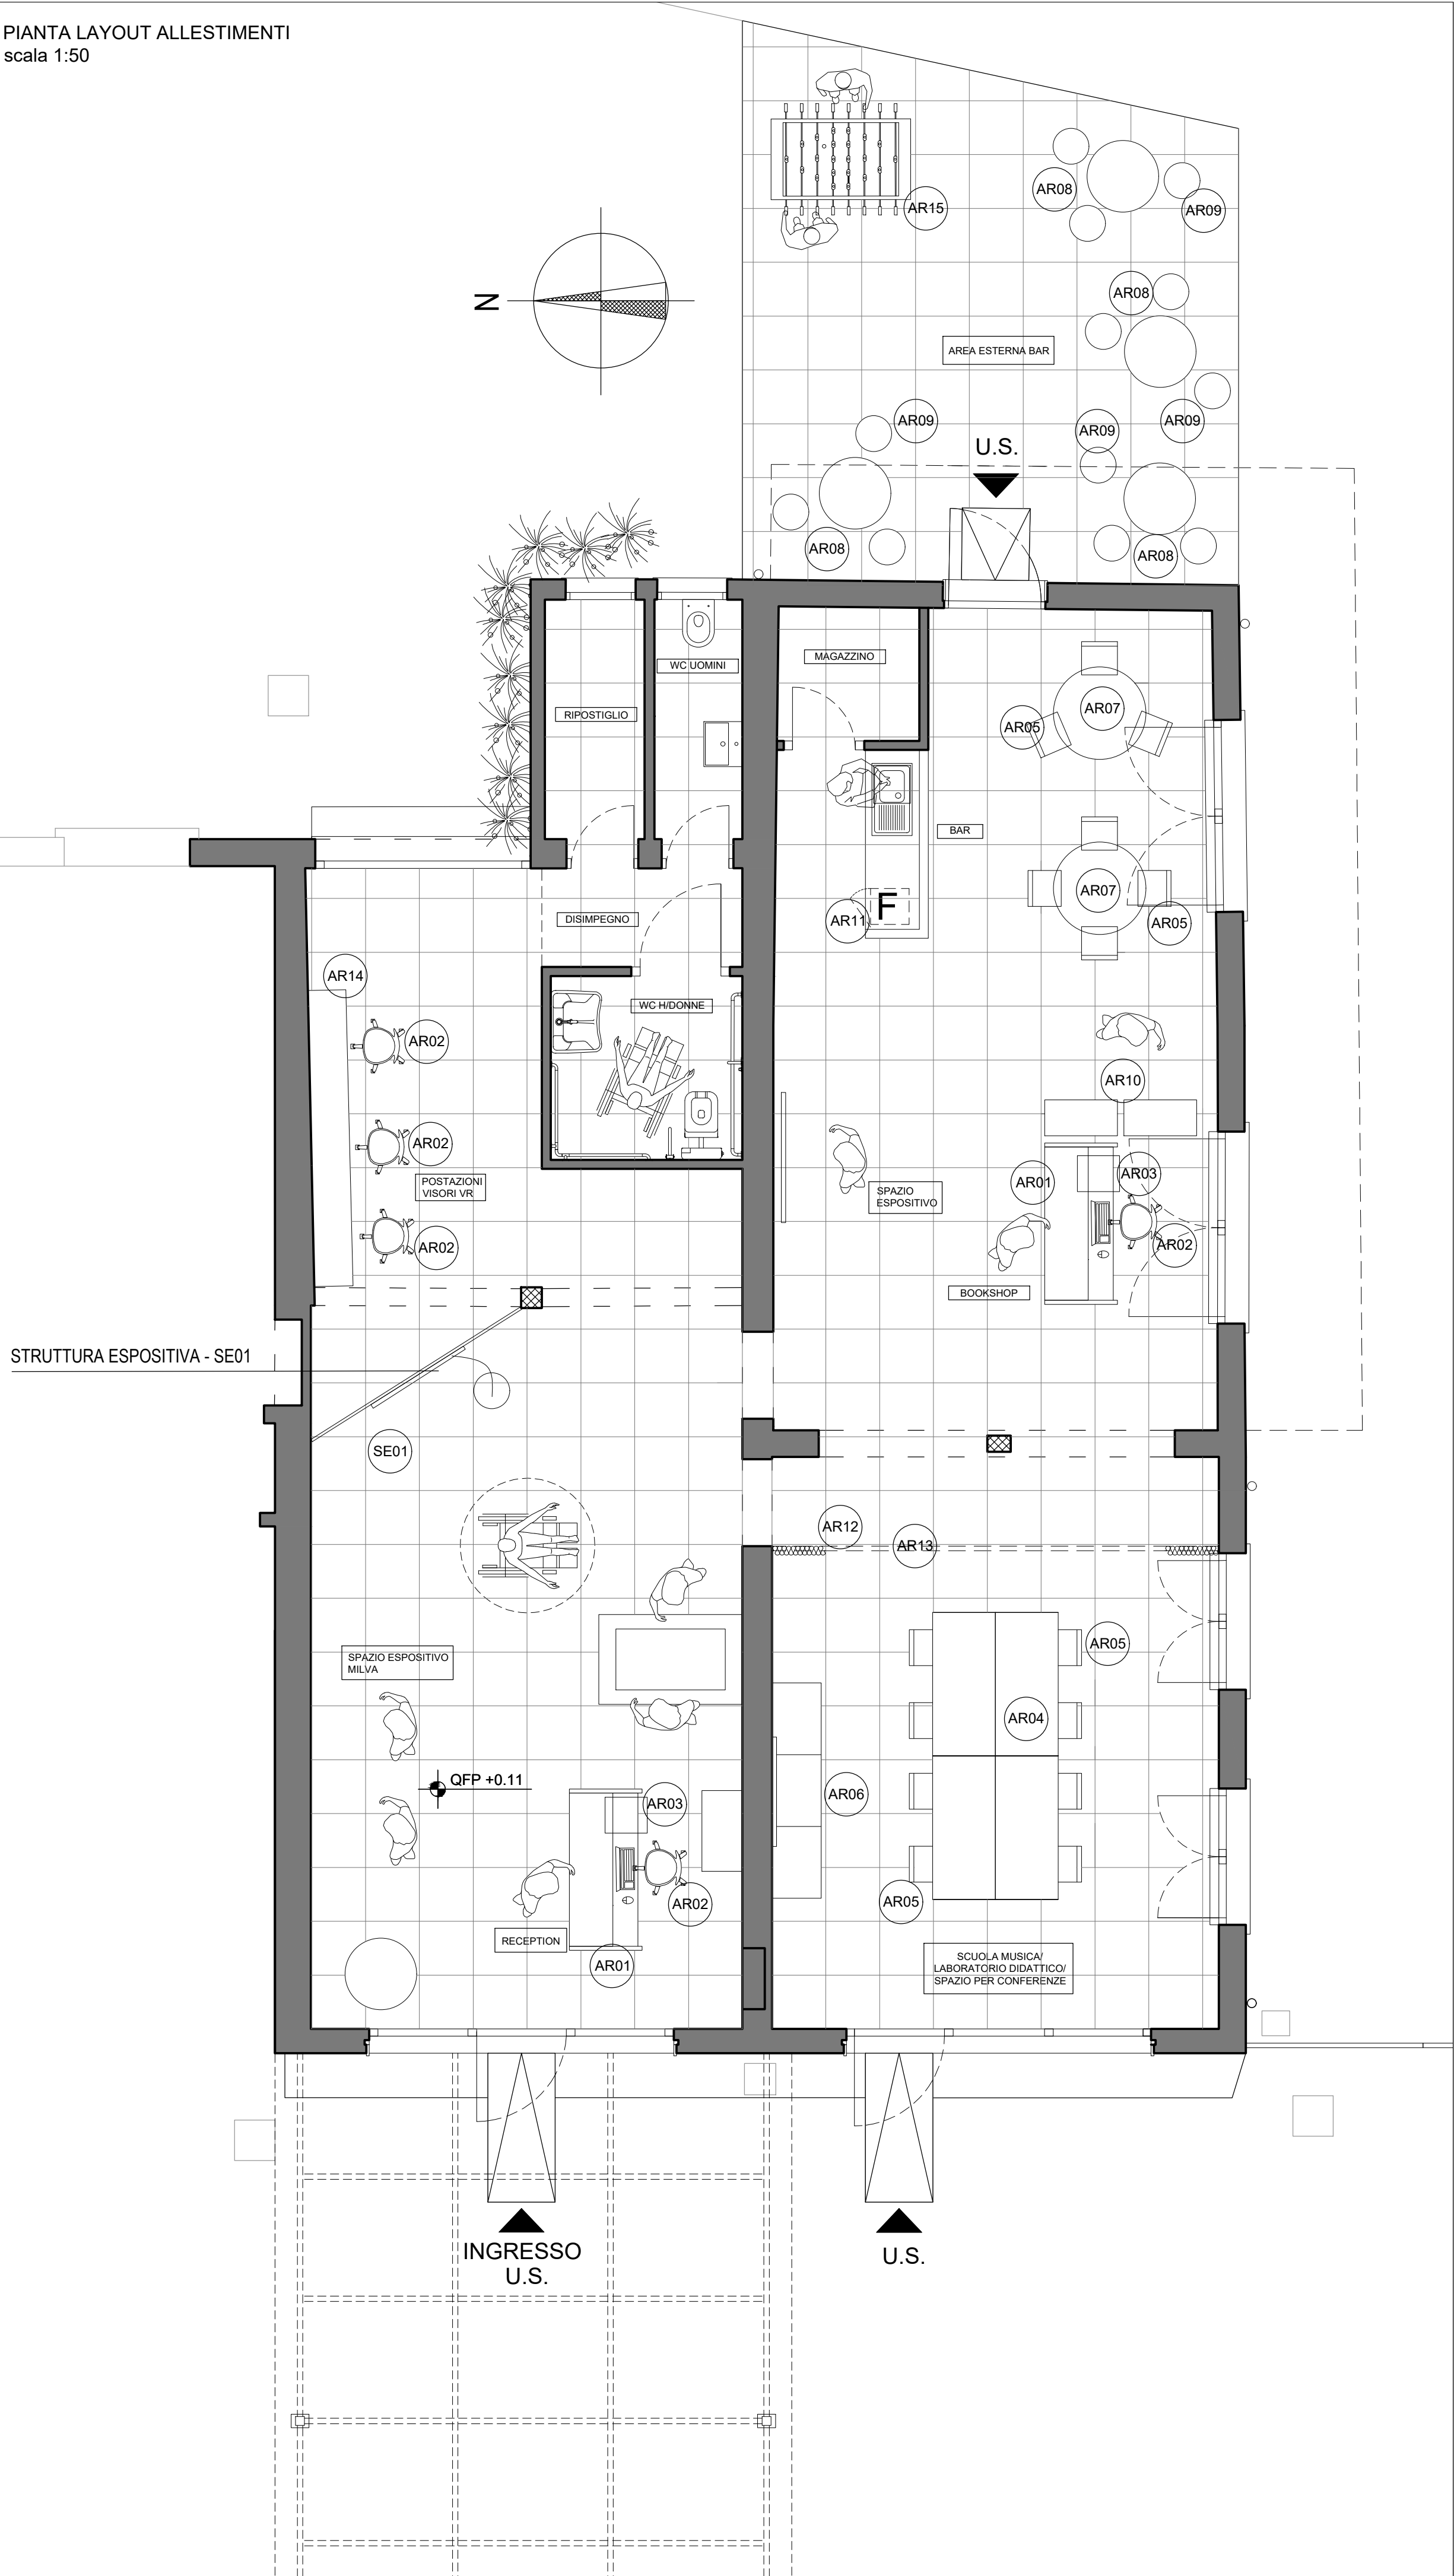 PIANTA LAYOUT ALLESTIMENTI
scala 1:50
AR15
AR08
AR09
N
AR08
AREA ESTERNA BAR
AR09
AR09
AR09
U.S.
AR08
AR08
WC UOMINI
MAGAZZINO
RIPOSTIGLIO
AR05
AR07
BAR
AR07
AR11
F
AR05
DISIMPEGNO
AR14
WC H/DONNE
AR02
AR10
AR02
POSTAZIONI
VISORI VR
AR01
AR03
SPAZIO
ESPOSITIVO
AR02
AR02
BOOKSHOP
STRUTTURA ESPOSITIVA - SE01
SE01
AR12
AR13
AR05
SPAZIO ESPOSITIVO
MILVA
AR04
QFP +0.11
AR03
AR06
AR02
AR05
RECEPTION
AR01
SCUOLA MUSICA/
LABORATORIO DIDATTICO/
SPAZIO PER CONFERENZE
INGRESSO
U.S.
U.S.